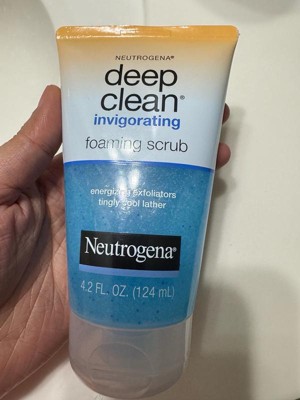 NEUTROGENA®
deep
clean®
invigorating
foaming scrub
energizing exfoliators
tingly cool lather
Neutrogena®
4.2 FL. OZ. (124 mL)